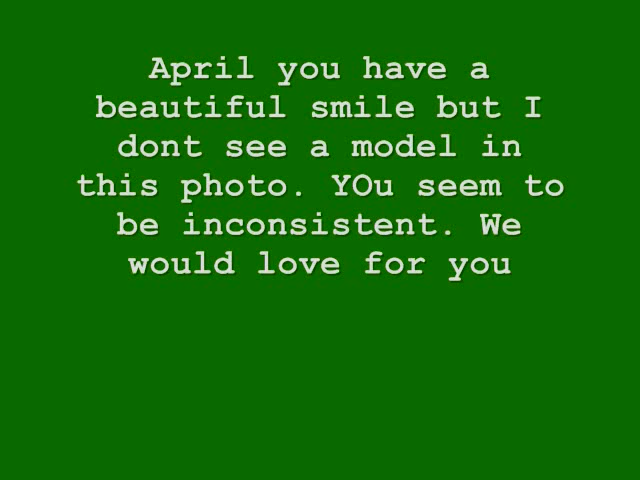 April you have a
beautiful smile but I
dont see a model in
this photo. YOu seem to
be inconsistent. We
would love for you